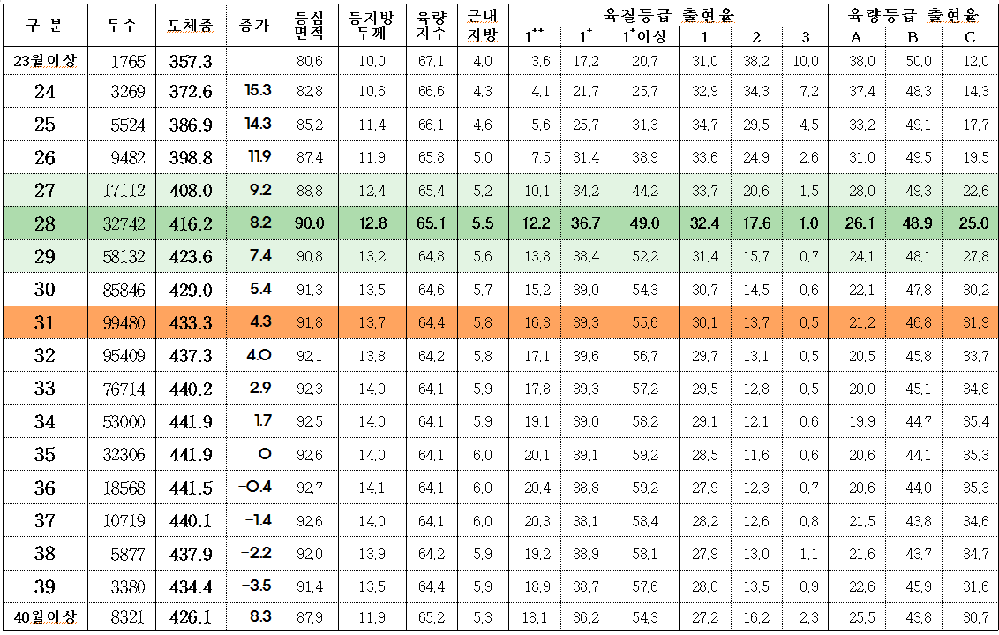 구 분 두수 도체중 증가 등심면적 등지방두께 육량지수 근내지방 육질등급 출현율 육량등급 출현율
1++ 1+ 1+이상 1 2 3 A B C
23월이상 1765 357.3 80.6 10.0 67.1 4.0 3.6 17.2 20.7 31.0 38.2 10.0 38.0 50.0 12.0
24 3269 372.6 15.3 82.8 10.6 66.6 4.3 4.1 21.7 25.7 32.9 34.3 7.2 37.4 48.3 14.3
25 5524 386.9 14.3 85.2 11.4 66.1 4.6 5.6 25.7 31.3 34.7 29.5 4.5 33.2 49.1 17.7
26 9482 398.8 11.9 87.4 11.9 65.8 5.0 7.5 31.4 38.9 33.6 24.9 2.6 31.0 49.5 19.5
27 17112 408.0 9.2 88.8 12.4 65.4 5.2 10.1 34.2 44.2 33.7 20.6 1.5 28.0 49.3 22.6
28 32742 416.2 8.2 90.0 12.8 65.1 5.5 12.2 36.7 49.0 32.4 17.6 1.0 26.1 48.9 25.0
29 58132 423.6 7.4 90.8 13.2 64.8 5.6 13.8 38.4 52.2 31.4 15.7 0.7 24.1 48.1 27.8
30 85846 429.0 5.4 91.3 13.5 64.6 5.7 15.2 39.0 54.3 30.7 14.5 0.6 22.1 47.8 30.2
31 99480 433.3 4.3 91.8 13.7 64.4 5.8 16.3 39.3 55.6 30.1 13.7 0.5 21.2 46.8 31.9
32 95409 437.3 4.0 92.1 13.8 64.2 5.8 17.1 39.6 56.7 29.7 13.1 0.5 20.5 45.8 33.7
33 76714 440.2 2.9 92.3 14.0 64.1 5.9 17.8 39.3 57.2 29.5 12.8 0.5 20.0 45.1 34.8
34 53000 441.9 1.7 92.5 14.0 64.1 5.9 19.1 39.0 58.2 29.1 12.1 0.6 19.9 44.7 35.4
35 32306 441.9 0 92.6 14.0 64.1 6.0 20.1 39.1 59.2 28.5 11.6 0.6 20.6 44.1 35.3
36 18568 441.5 -0.4 92.7 14.1 64.1 6.0 20.4 38.8 59.2 27.9 12.3 0.7 20.6 44.0 35.3
37 10719 440.1 -1.4 92.6 14.0 64.1 6.0 20.3 38.1 58.4 28.2 12.6 0.8 21.5 43.8 34.6
38 5877 437.9 -2.2 92.0 13.9 64.2 5.9 19.2 38.9 58.1 27.9 13.0 1.1 21.6 43.7 34.7
39 3380 434.4 -3.5 91.4 13.5 64.4 5.9 18.9 38.7 57.6 28.0 13.5 0.9 22.6 45.9 31.6
40월이상 8321 426.1 -8.3 87.9 11.9 65.2 5.3 18.1 36.2 54.3 27.2 16.2 2.3 25.5 43.8 30.7